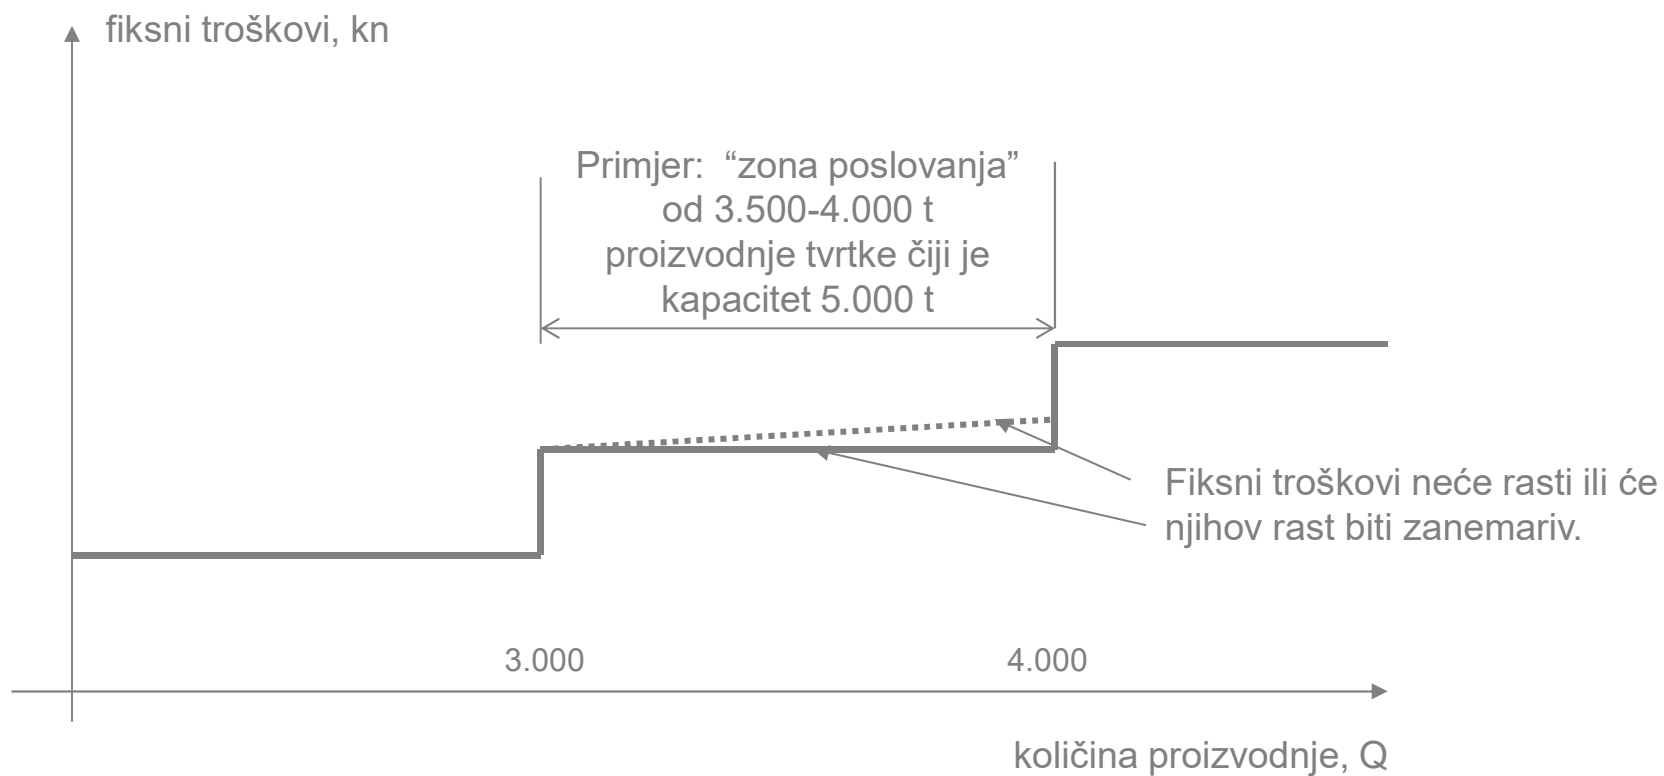 fiksni troškovi, kn
Primjer:  “zona poslovanja”
od 3.500-4.000 t
proizvodnje tvrtke čiji je
kapacitet 5.000 t
Fiksni troškovi neće rasti ili će
njihov rast biti zanemariv.
3.000
4.000
količina proizvodnje, Q